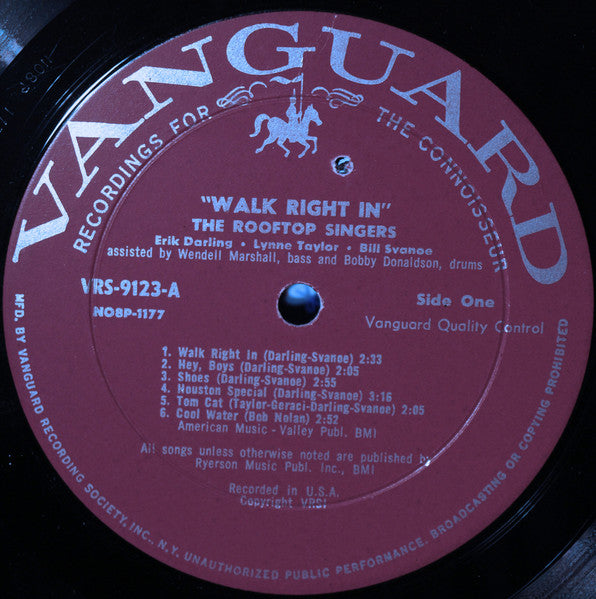 VANGUARD
RECORDINGS FOR THE CONNOISSEUR
"WALK RIGHT IN"
THE ROOFTOP SINGERS
Erik Darling • Lynne Taylor • Bill Svanoe
assisted by Wendell Marshall, bass and Bobby Donaldson, drums
VRS-9123-A
Side One
NO8P-1177
Vanguard Quality Control
1. Walk Right In (Darling-Svanoe) 2:33
2. Hey, Boys (Darling-Svanoe) 2:05
3. Shoes (Darling-Svanoe) 2:55
4. Houston Special (Darling-Svanoe) 3:16
5. Tom Cat (Taylor-Geraci-Darling-Svanoe) 2:05
6. Cool Water (Bob Nolan) 2:52
American Music - Valley Publ. BMI
All songs unless otherwise noted are published by
Ryerson Music Publ. Inc., BMI
Recorded in U.S.A.
Copyright VRSI
MFD. BY VANGUARD RECORDING SOCIETY, INC., N.Y. UNAUTHORIZED PUBLIC PERFORMANCE, BROADCASTING OR COPYING PROHIBITED